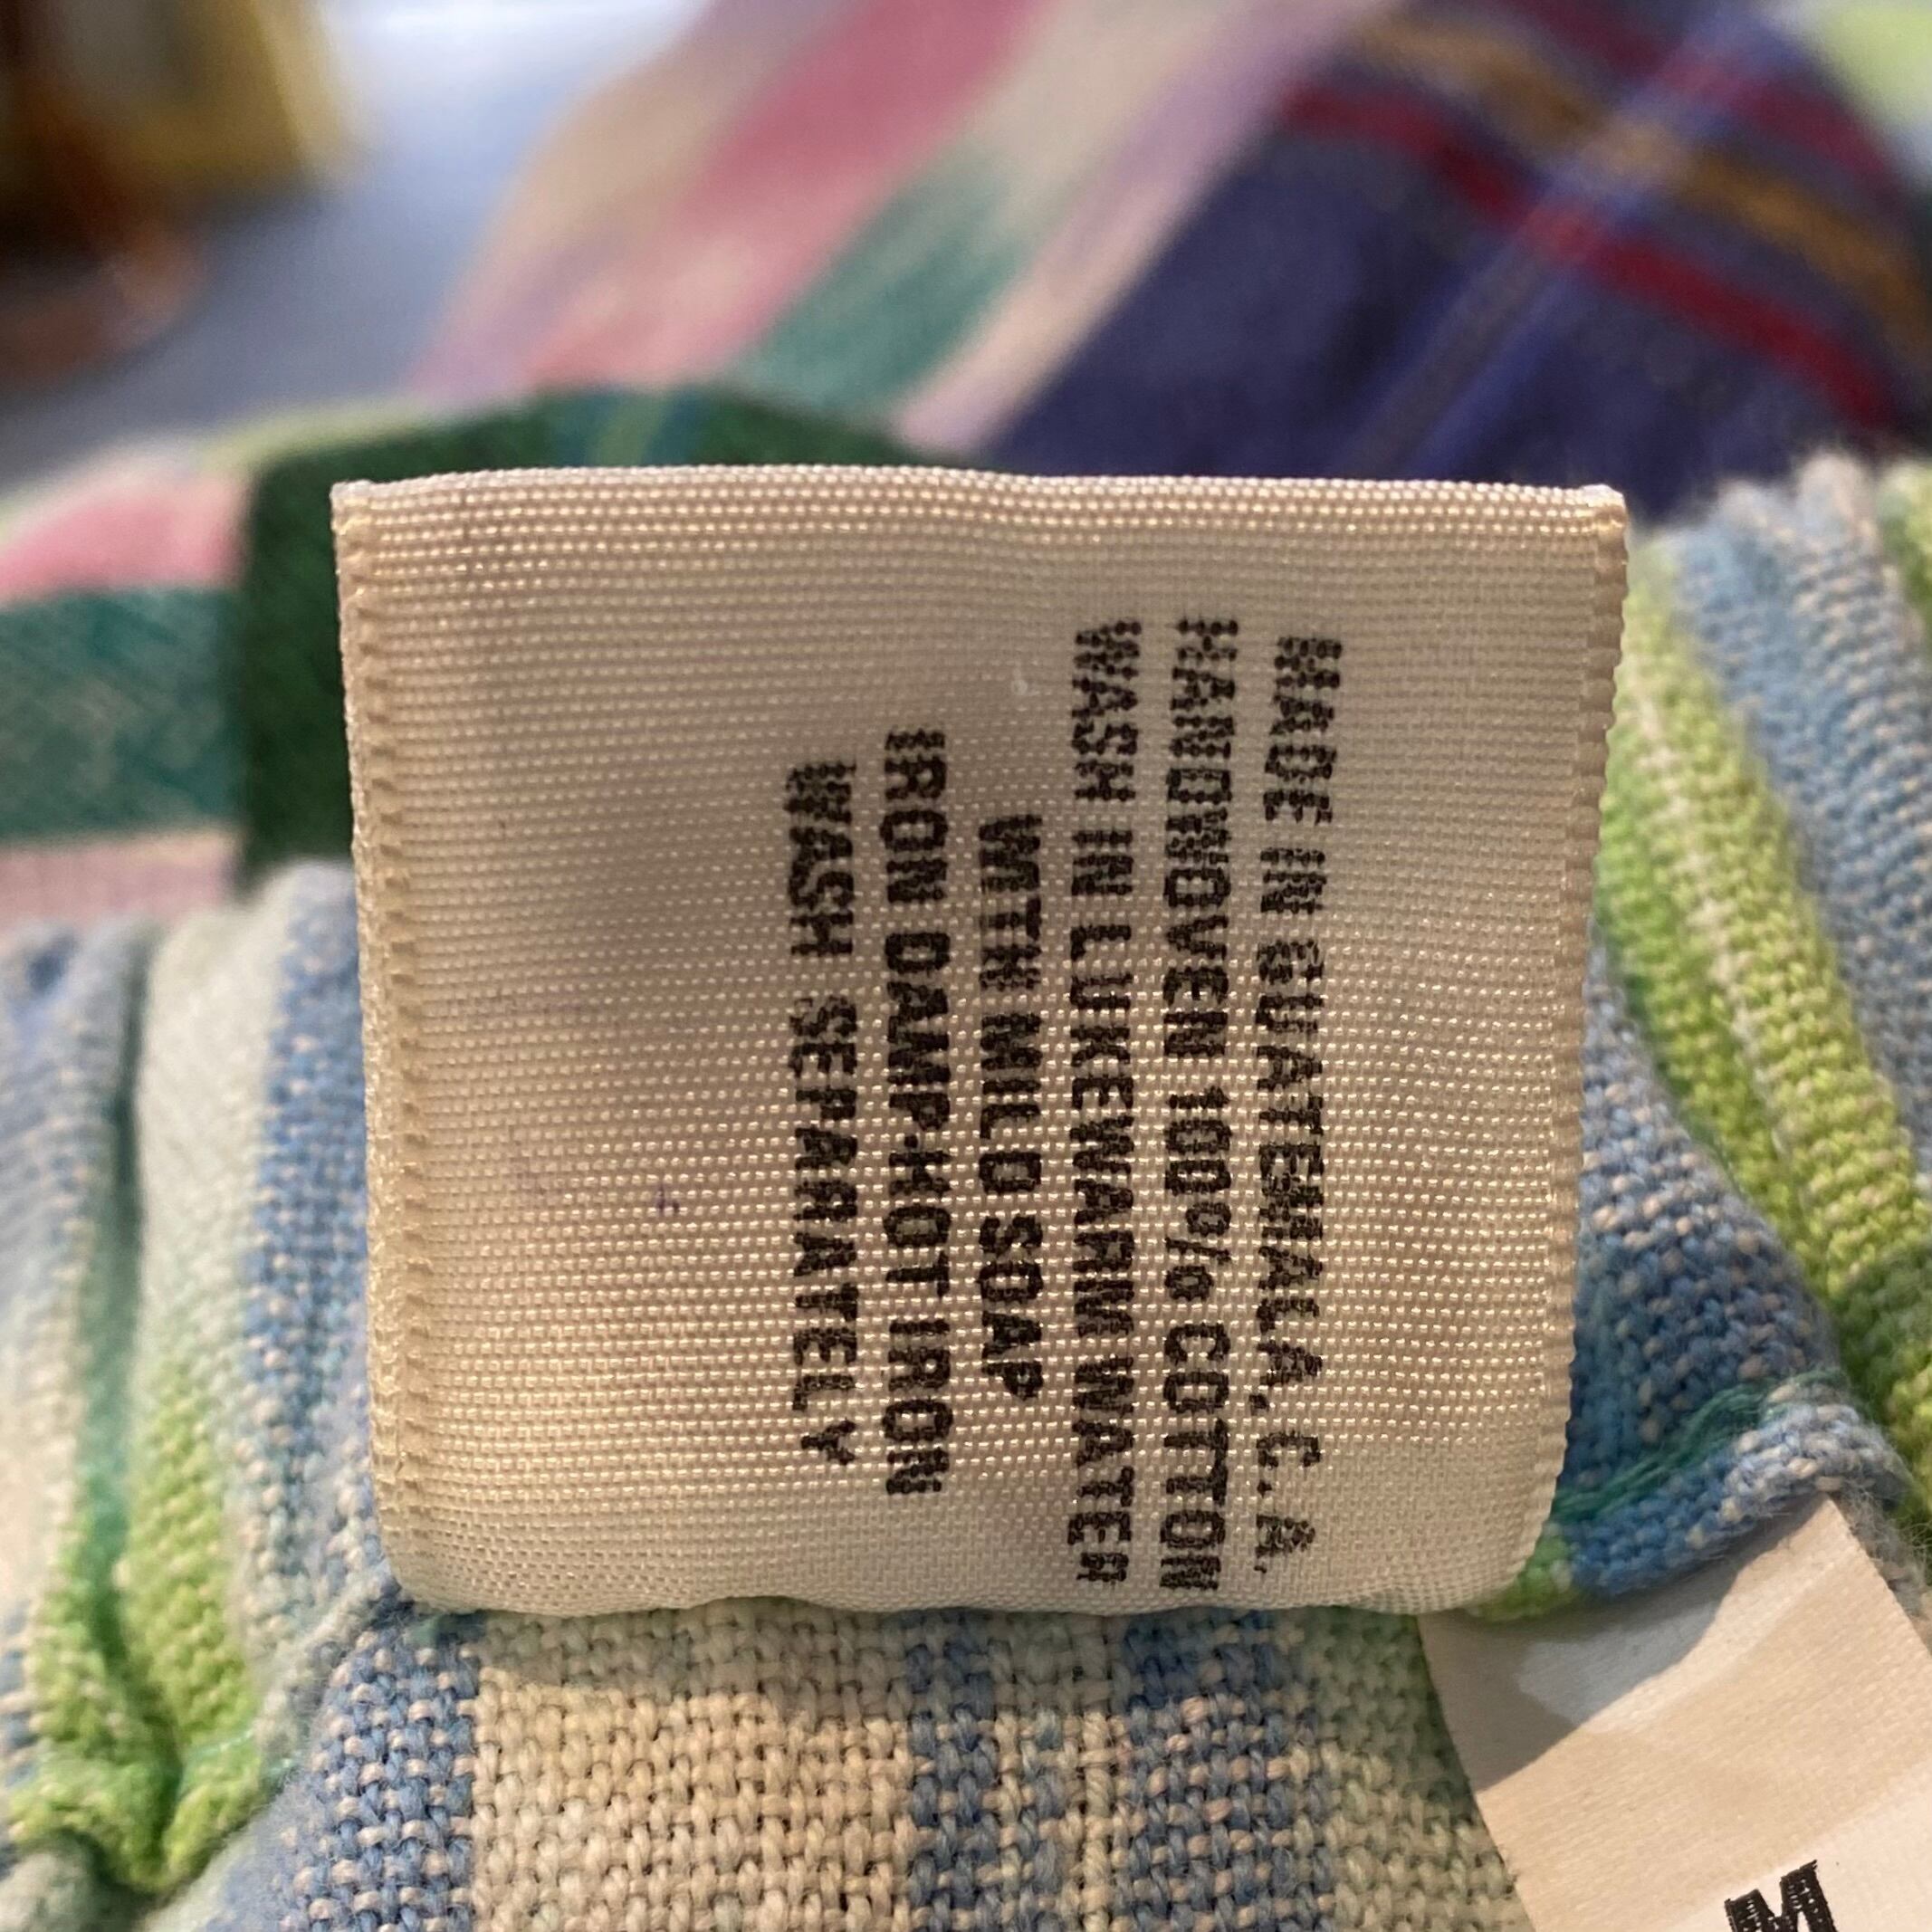 MADE IN GUATEMALA, C.A.
HANDWOVEN 100% COTTON
WASH IN LUKEWARM WATER
WITH MILD SOAP
IRON DAMP-HOT IRON
WASH SEPARATELY
M